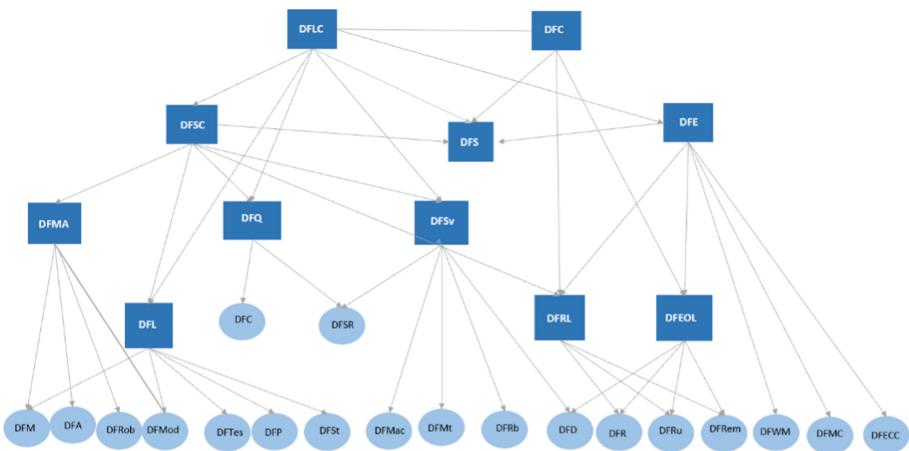 DFLC
DFC
DFSC
DFS
DFE
DFMA
DFQ
DFSv
DFL
DFC
DFSR
DFRL
DFEOL
DFM
DFA
DFRob
DFMod
DFTes
DFP
DFSt
DFMac
DFMt
DFRb
DFD
DFR
DFRu
DFRem
DFWM
DFMC
DFECC